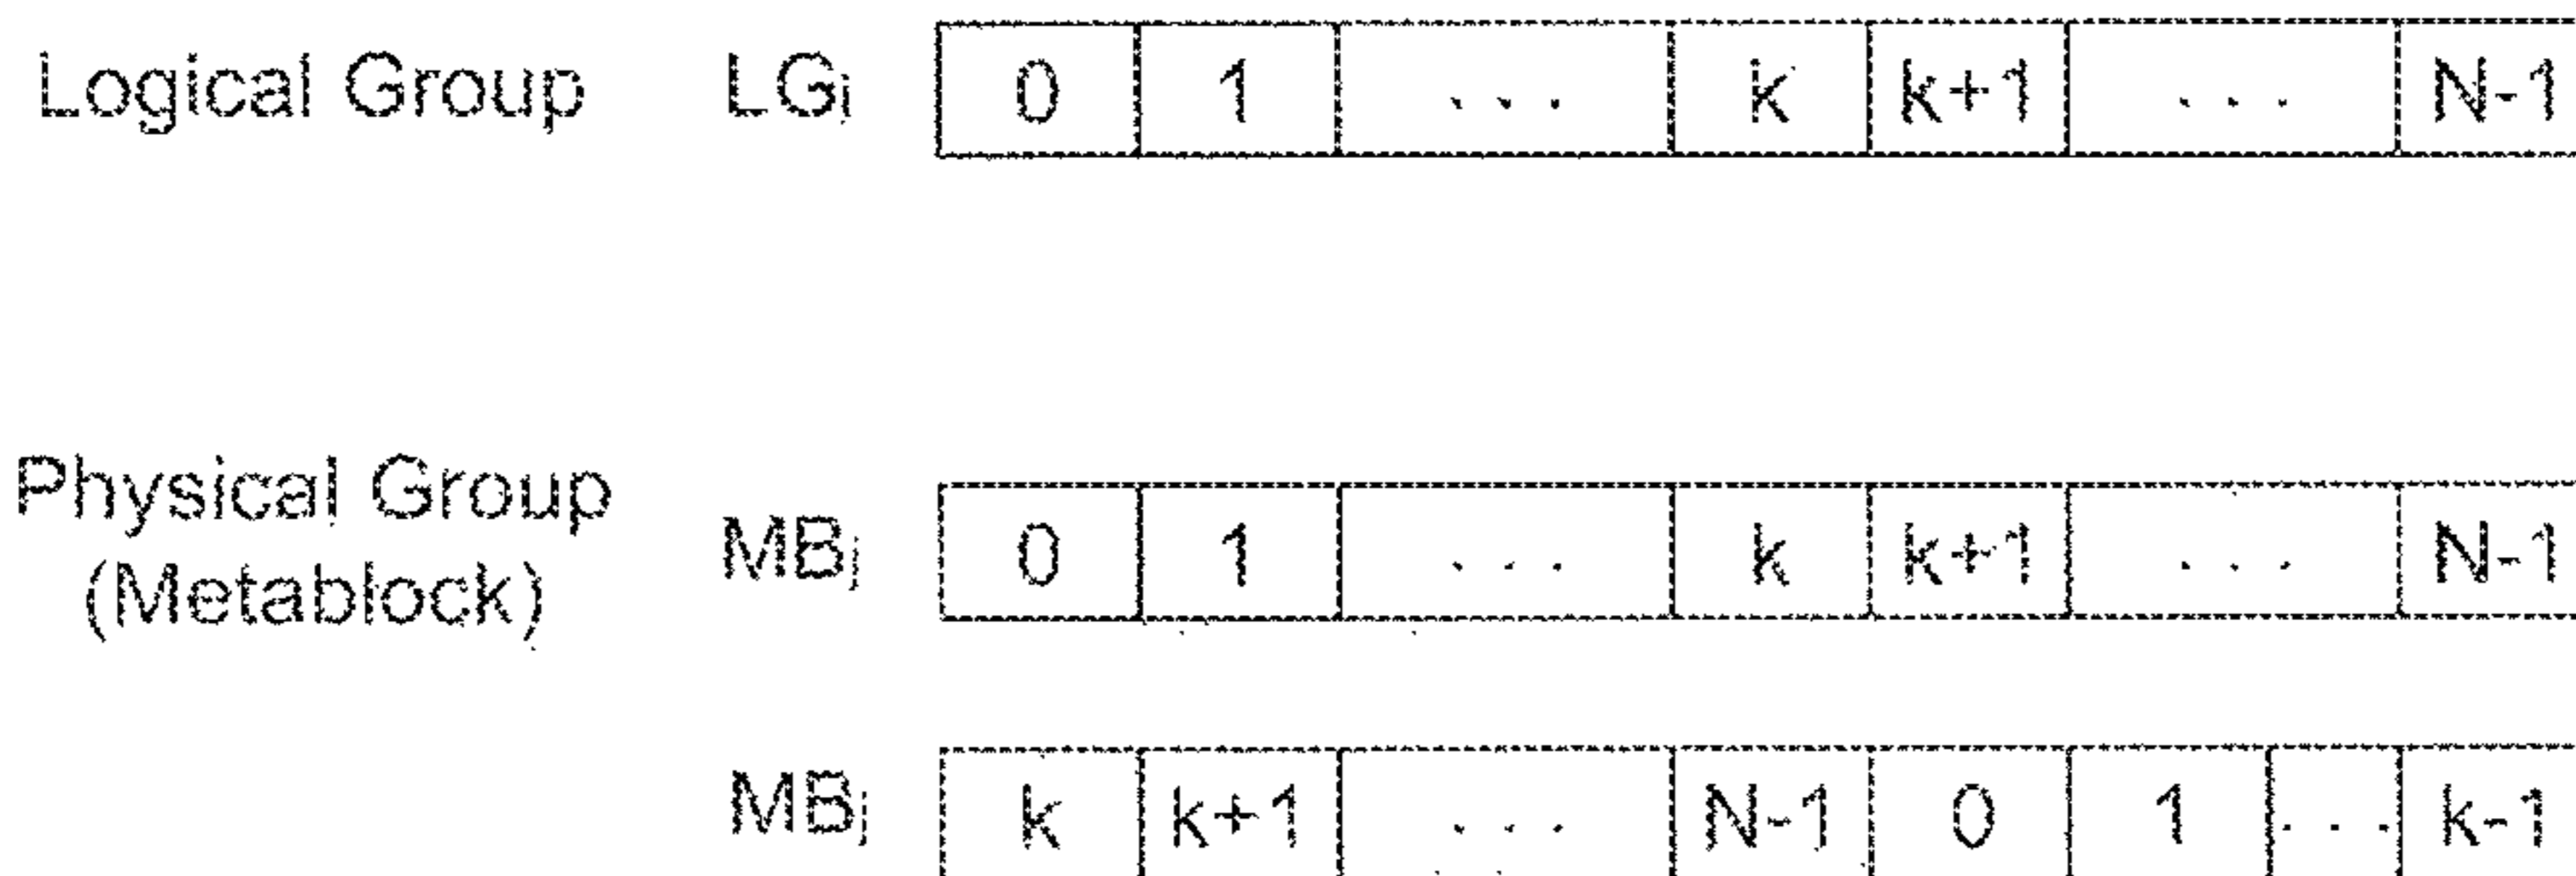 Logical Group LGi 0 1 ... k k+1 ... N-1
Physical Group
(Metablock) MBj 0 1 ... k k+1 ... N-1
MBj k k+1 ... N-1 0 1 ... k-1